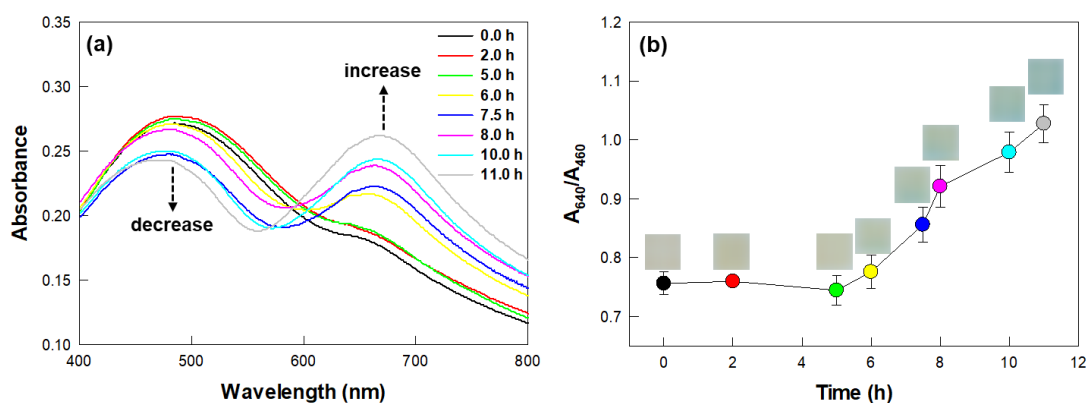 (a)
0.35
0.30
0.25
0.20
0.15
0.10
Absorbance
400
500
600
700
800
Wavelength (nm)
increase
decrease
0.0 h
2.0 h
5.0 h
6.0 h
7.5 h
8.0 h
10.0 h
11.0 h
(b)
1.2
1.1
1.0
0.9
0.8
0.7
A640/A460
0
2
4
6
8
10
12
Time (h)